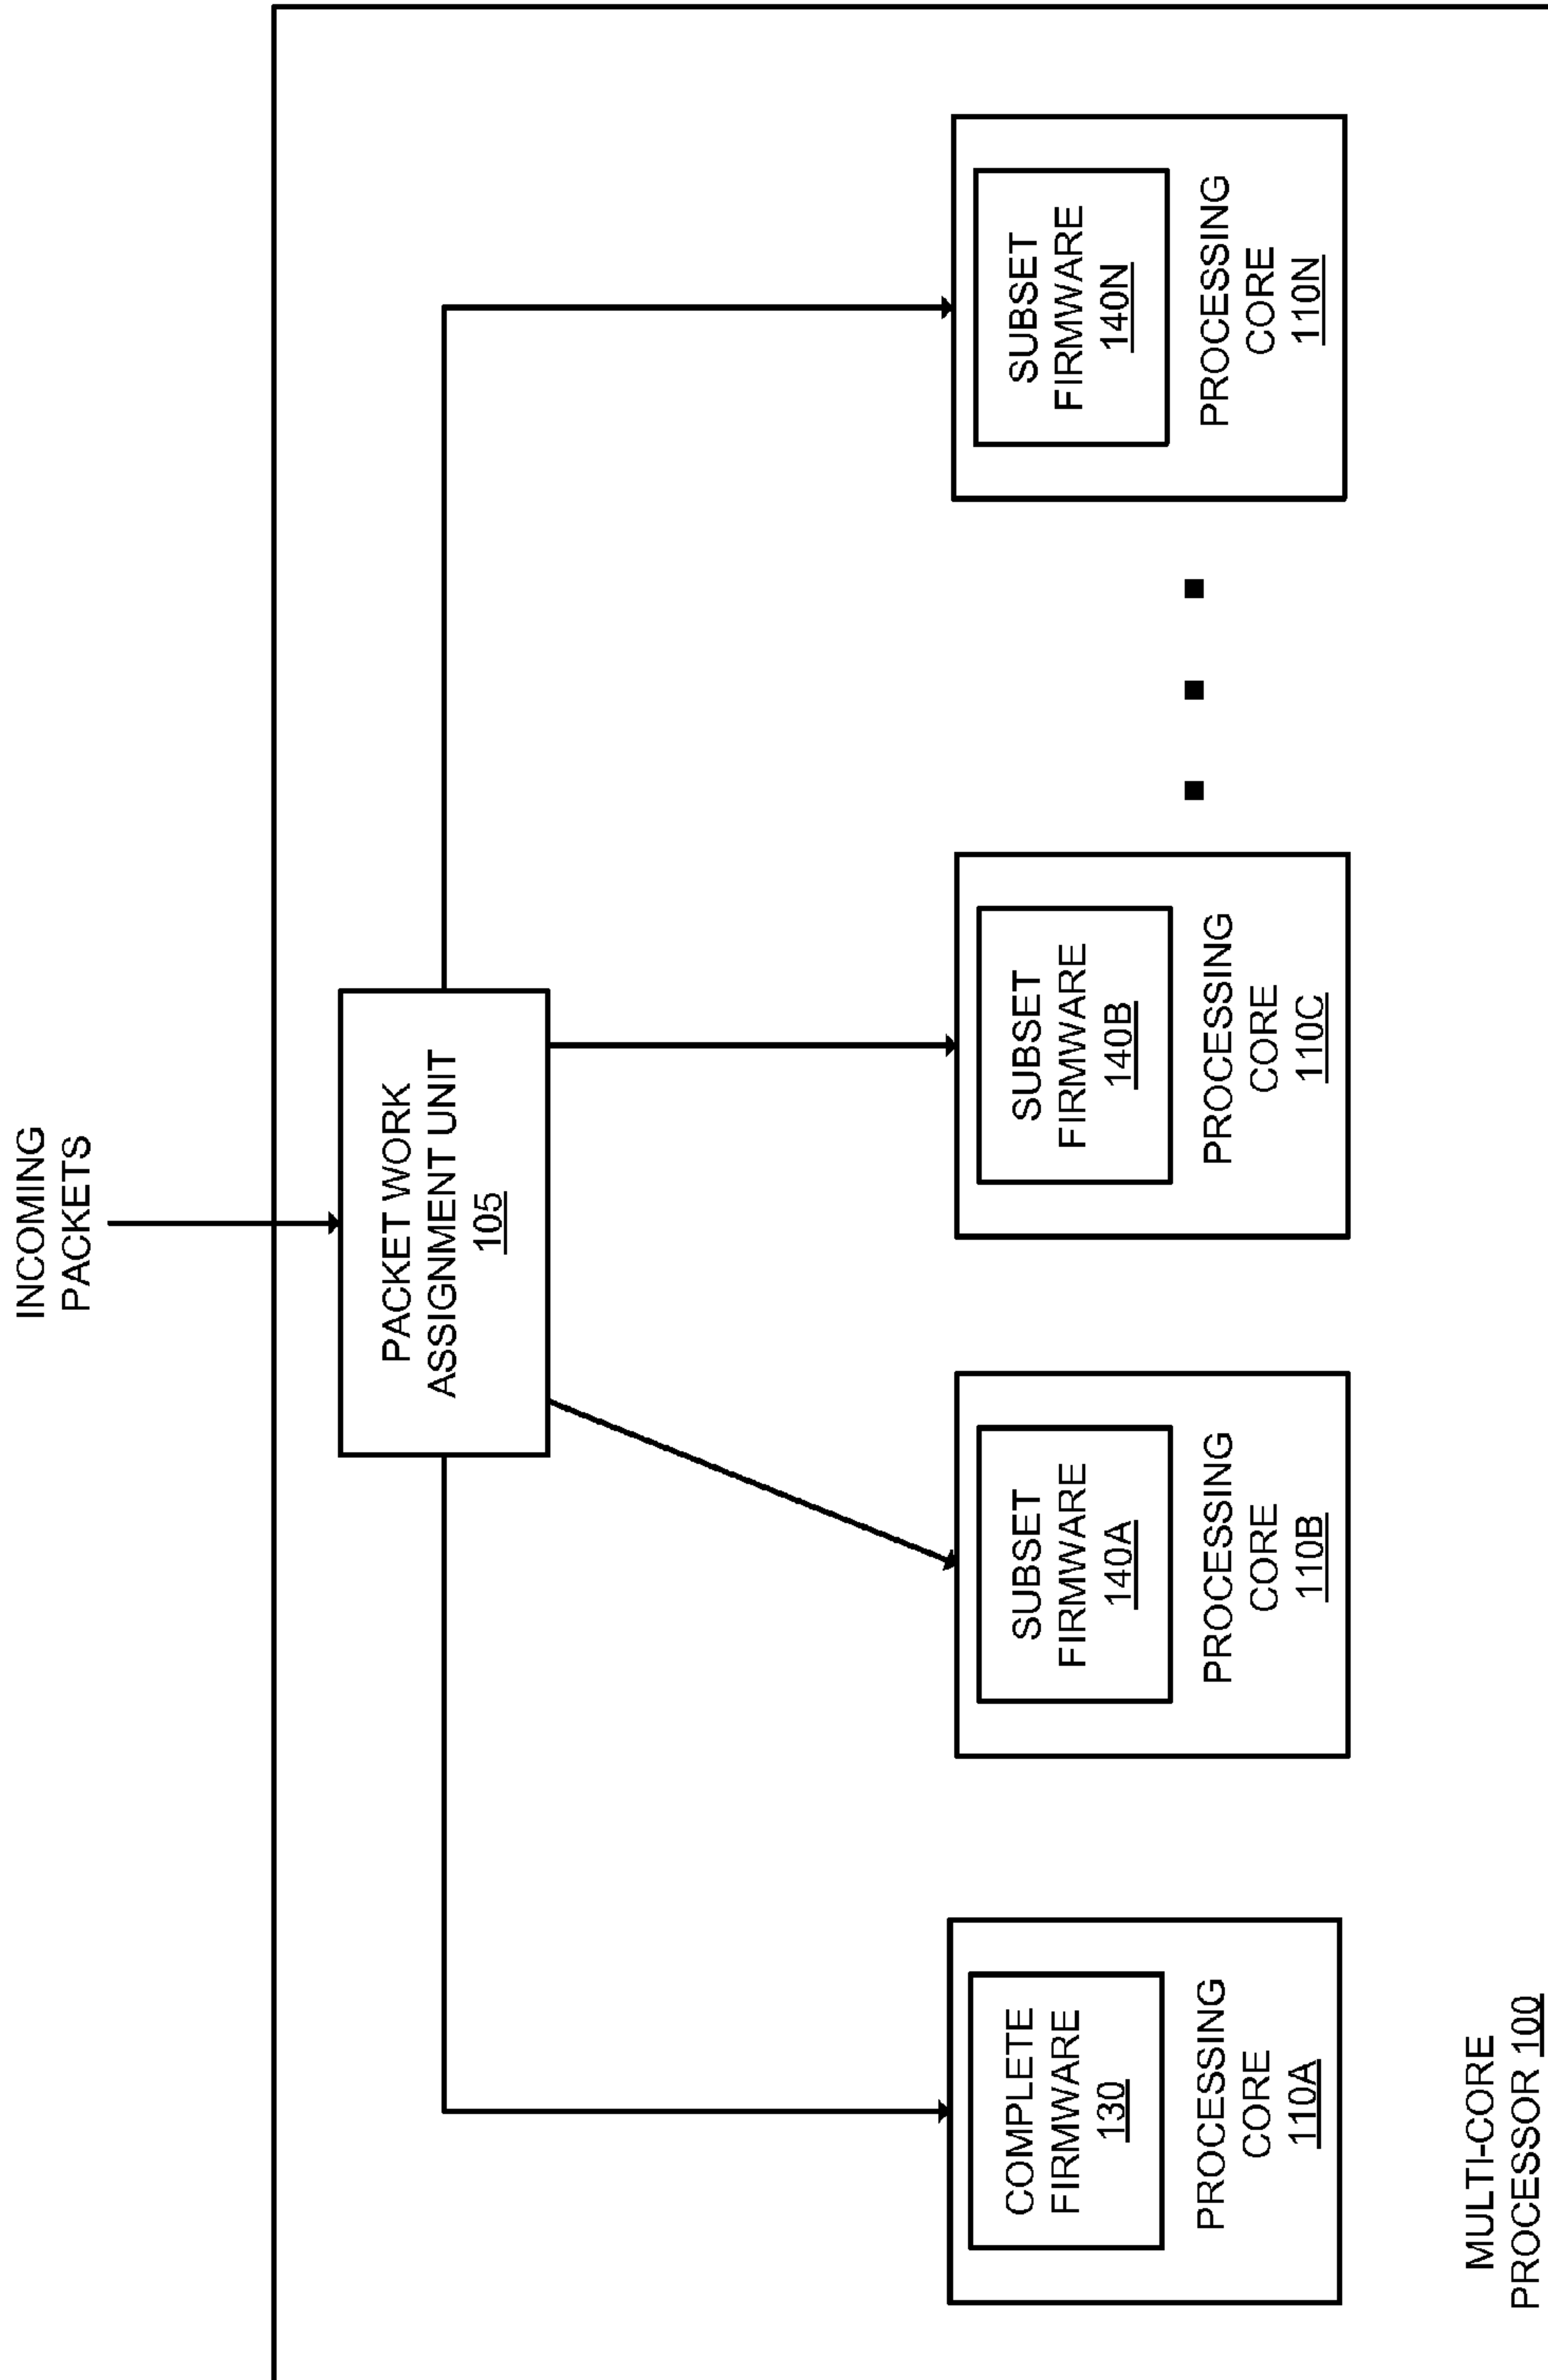 INCOMING
PACKETS
PACKET WORK
ASSIGNMENT UNIT
105
COMPLETE
FIRMWARE
130
PROCESSING
CORE
110A
SUBSET
FIRMWARE
140A
PROCESSING
CORE
110B
SUBSET
FIRMWARE
140B
PROCESSING
CORE
110C
SUBSET
FIRMWARE
140N
PROCESSING
CORE
110N
MULTI-CORE
PROCESSOR 100